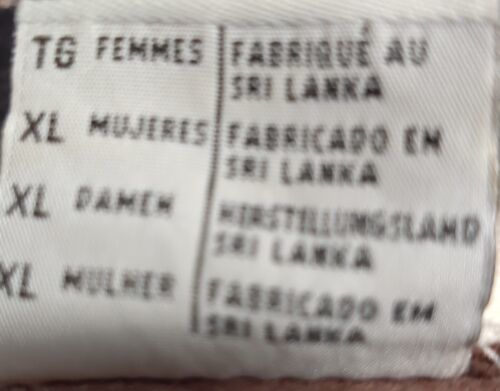 TG FEMMES FABRIQUÉ AU
SRI LANKA
XL MUJERES FABRICADO EM
SRI LANKA
XL DAMEN HERSTELLUNGSLAND
SRI LANKA
XL MULHER FABRICADO EM
SRI LANKA